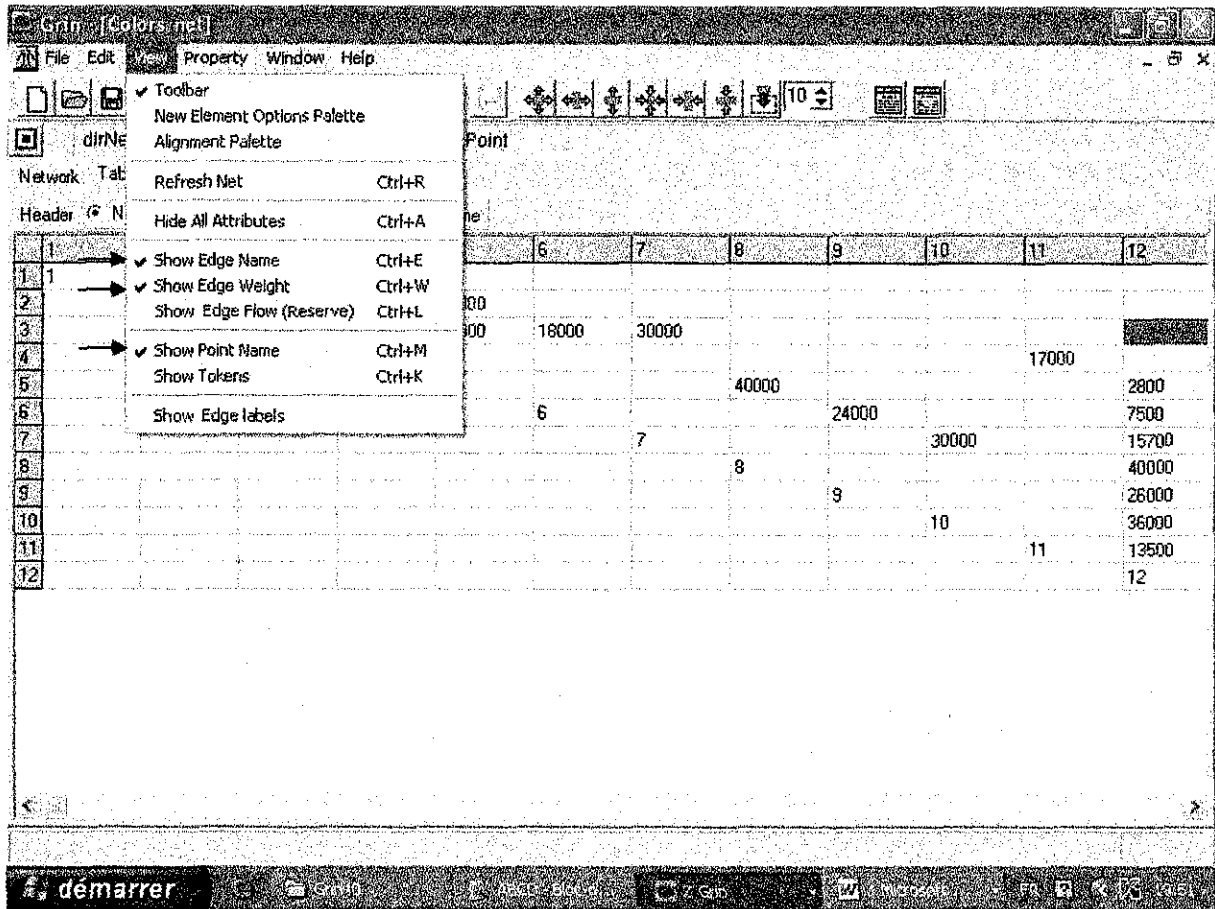 Grin - [Colors.net]
File Edit View Property Window Help
10
Toolbar
New Element Options Palette
Alignment Palette
Point
Network
Refresh Net Ctrl+R
Header N
Hide All Attributes Ctrl+A
1 6 7 8 9 10 11 12
Show Edge Name Ctrl+E
1 1
Show Edge Weight Ctrl+W
2
Show Edge Flow (Reserve) Ctrl+L
3 18000 30000
Show Point Name Ctrl+M
4 17000
Show Tokens Ctrl+K
5 40000 2800
Show Edge labels
6 6 24000 7500
7 7 30000 15700
8 8 40000
9 9 26000
10 10 36000
11 11 13500
12 12
démarrer